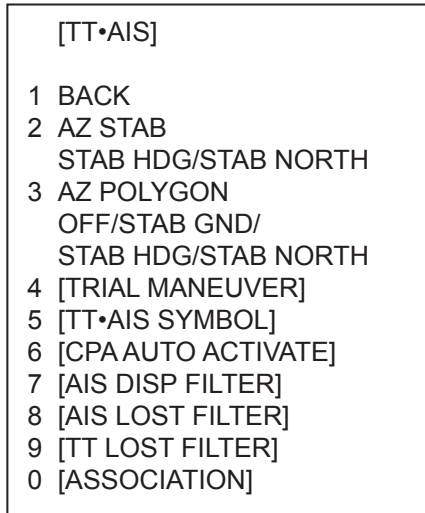 [TT•AIS]
1 BACK
2 AZ STAB
STAB HDG/STAB NORTH
3 AZ POLYGON
OFF/STAB GND/
STAB HDG/STAB NORTH
4 [TRIAL MANEUVER]
5 [TT•AIS SYMBOL]
6 [CPA AUTO ACTIVATE]
7 [AIS DISP FILTER]
8 [AIS LOST FILTER]
9 [TT LOST FILTER]
0 [ASSOCIATION]